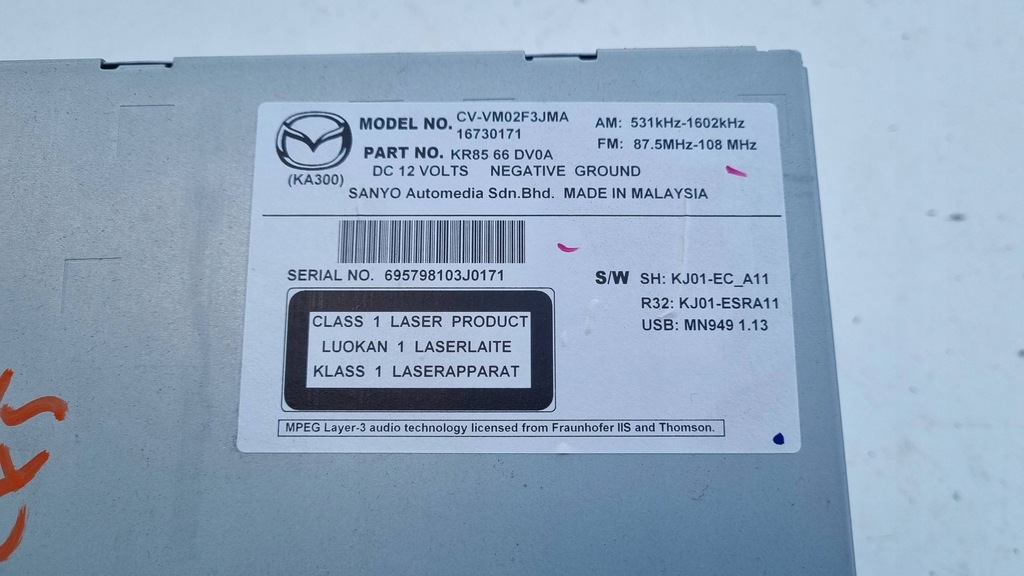 MODEL NO. CV-VM02F3JMA
16730171
PART NO. KR85 66 DV0A
(KA300)
DC 12 VOLTS NEGATIVE GROUND
AM: 531kHz-1602kHz
FM: 87.5MHz-108 MHz
SANYO Automedia Sdn.Bhd. MADE IN MALAYSIA
SERIAL NO. 695798103J0171
S/W SH: KJ01-EC_A11
R32: KJ01-ESRA11
USB: MN949 1.13
CLASS 1 LASER PRODUCT
LUOKAN 1 LASERLAITE
KLASS 1 LASERAPPARAT
MPEG Layer-3 audio technology licensed from Fraunhofer IIS and Thomson.